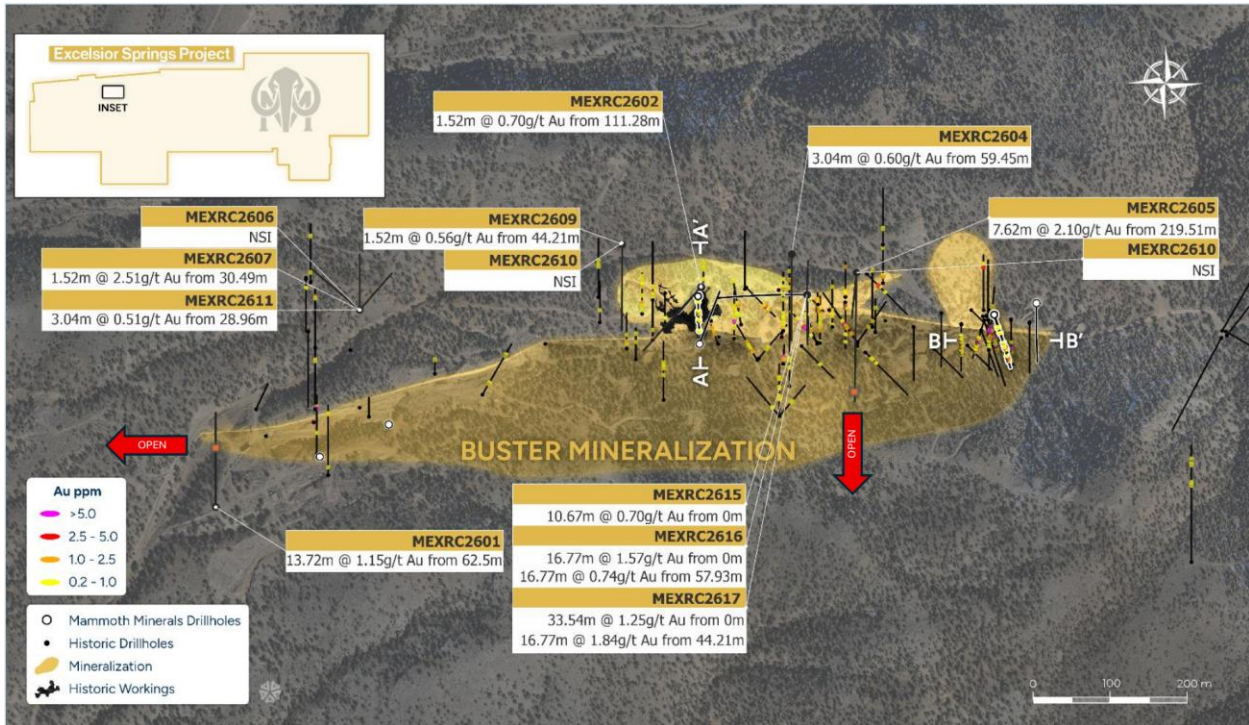 Excelsior Springs Project
INSET
MEXRC2602
1.52m @ 0.70g/t Au from 111.28m
MEXRC2604
3.04m @ 0.60g/t Au from 59.45m
MEXRC2606
NSI
MEXRC2607
1.52m @ 2.51g/t Au from 30.49m
MEXRC2611
3.04m @ 0.51g/t Au from 28.96m
MEXRC2609
1.52m @ 0.56g/t Au from 44.21m
MEXRC2610
NSI
MEXRC2605
7.62m @ 2.10g/t Au from 219.51m
MEXRC2610
NSI
A'
A
B
B'
OPEN
BUSTER MINERALIZATION
OPEN
Au ppm
>5.0
2.5 - 5.0
1.0 - 2.5
0.2 - 1.0
Mammoth Minerals Drillholes
Historic Drillholes
Mineralization
Historic Workings
MEXRC2601
13.72m @ 1.15g/t Au from 62.5m
MEXRC2615
10.67m @ 0.70g/t Au from 0m
MEXRC2616
16.77m @ 1.57g/t Au from 0m
16.77m @ 0.74g/t Au from 57.93m
MEXRC2617
33.54m @ 1.25g/t Au from 0m
16.77m @ 1.84g/t Au from 44.21m
0 100 200 m